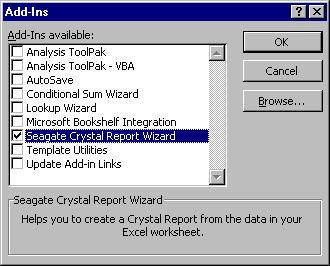 Add-Ins
Add-Ins available:
Analysis ToolPak
Analysis ToolPak - VBA
AutoSave
Conditional Sum Wizard
Lookup Wizard
Microsoft Bookshelf Integration
Seagate Crystal Report Wizard
Template Utilities
Update Add-in Links
OK
Cancel
Browse...
Seagate Crystal Report Wizard
Helps you to create a Crystal Report from the data in your
Excel worksheet.